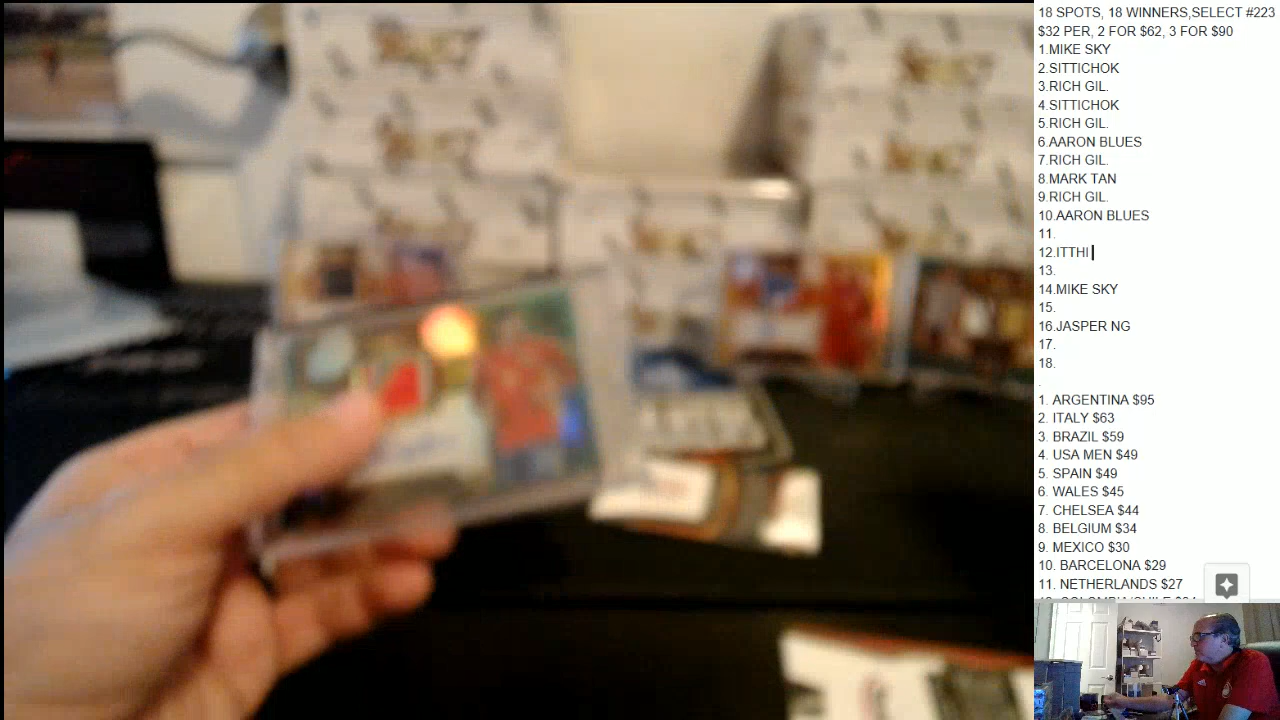 18 SPOTS, 18 WINNERS,SELECT #223
$32 PER, 2 FOR $62, 3 FOR $90
1.MIKE SKY
2.SITTICHOK
3.RICH GIL.
4.SITTICHOK
5.RICH GIL.
6.AARON BLUES
7.RICH GIL.
8.MARK TAN
9.RICH GIL.
10.AARON BLUES
11.
12.ITTHI
13.
14.MIKE SKY
15.
16.JASPER NG
17.
18.
.
1. ARGENTINA $95
2. ITALY $63
3. BRAZIL $59
4. USA MEN $49
5. SPAIN $49
6. WALES $45
7. CHELSEA $44
8. BELGIUM $34
9. MEXICO $30
10. BARCELONA $29
11. NETHERLANDS $27